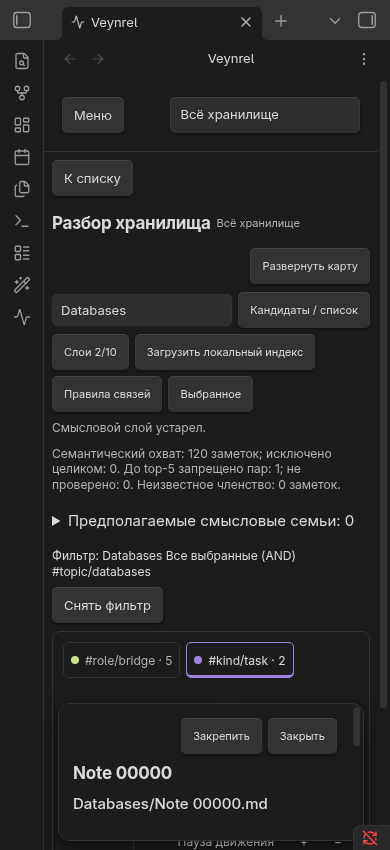 Veynrel
Veynrel
Меню
Всё хранилище
К списку
Разбор хранилища Всё хранилище
Развернуть карту
Databases
Кандидаты / список
Слои 2/10
Загрузить локальный индекс
Правила связей
Выбранное
Смысловой слой устарел.
Семантический охват: 120 заметок; исключено
целиком: 0. До top-5 запрещено пар: 1; не
проверено: 0. Неизвестное членство: 0 заметок.
Предполагаемые смысловые семьи: 0
Фильтр: Databases Все выбранные (AND)
#topic/databases
Снять фильтр
#role/bridge · 5
#kind/task · 2
Закрепить
Закрыть
Note 00000
Databases/Note 00000.md
Пауза движения + −